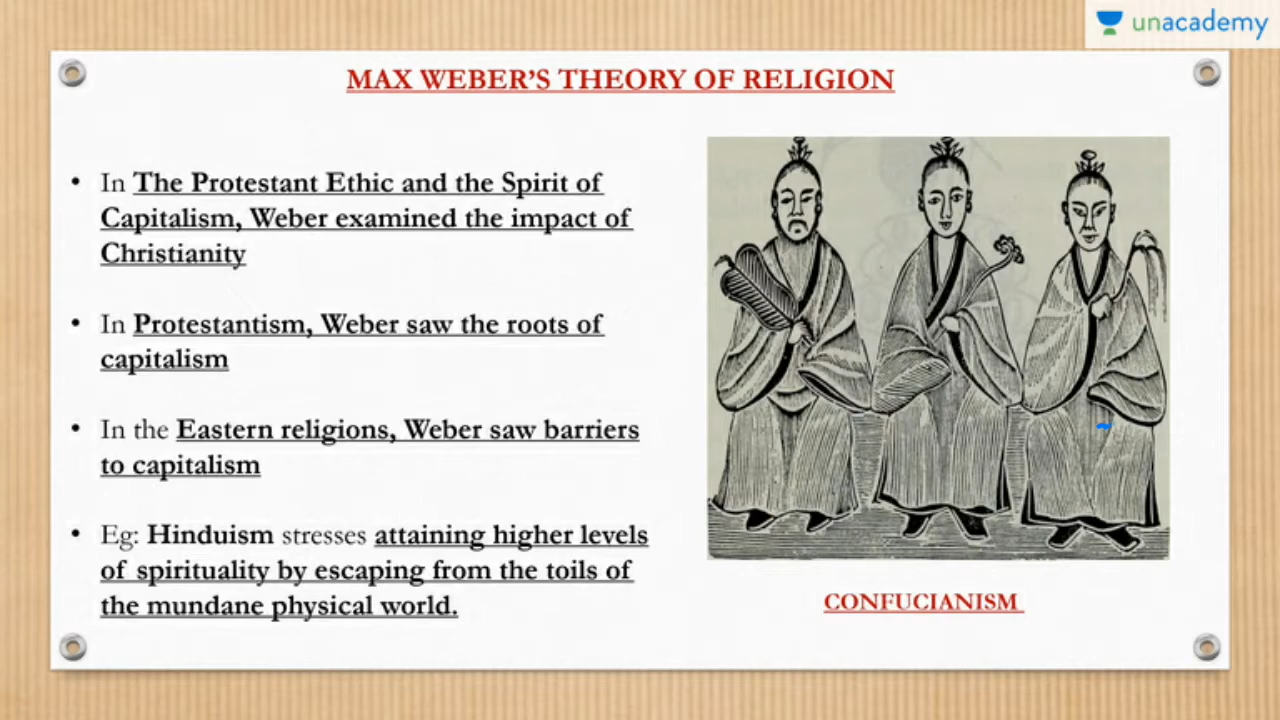 unacademy
MAX WEBER’S THEORY OF RELIGION
• In The Protestant Ethic and the Spirit of
Capitalism, Weber examined the impact of
Christianity
• In Protestantism, Weber saw the roots of
capitalism
• In the Eastern religions, Weber saw barriers
to capitalism
• Eg: Hinduism stresses attaining higher levels
of spirituality by escaping from the toils of
the mundane physical world.
CONFUCIANISM